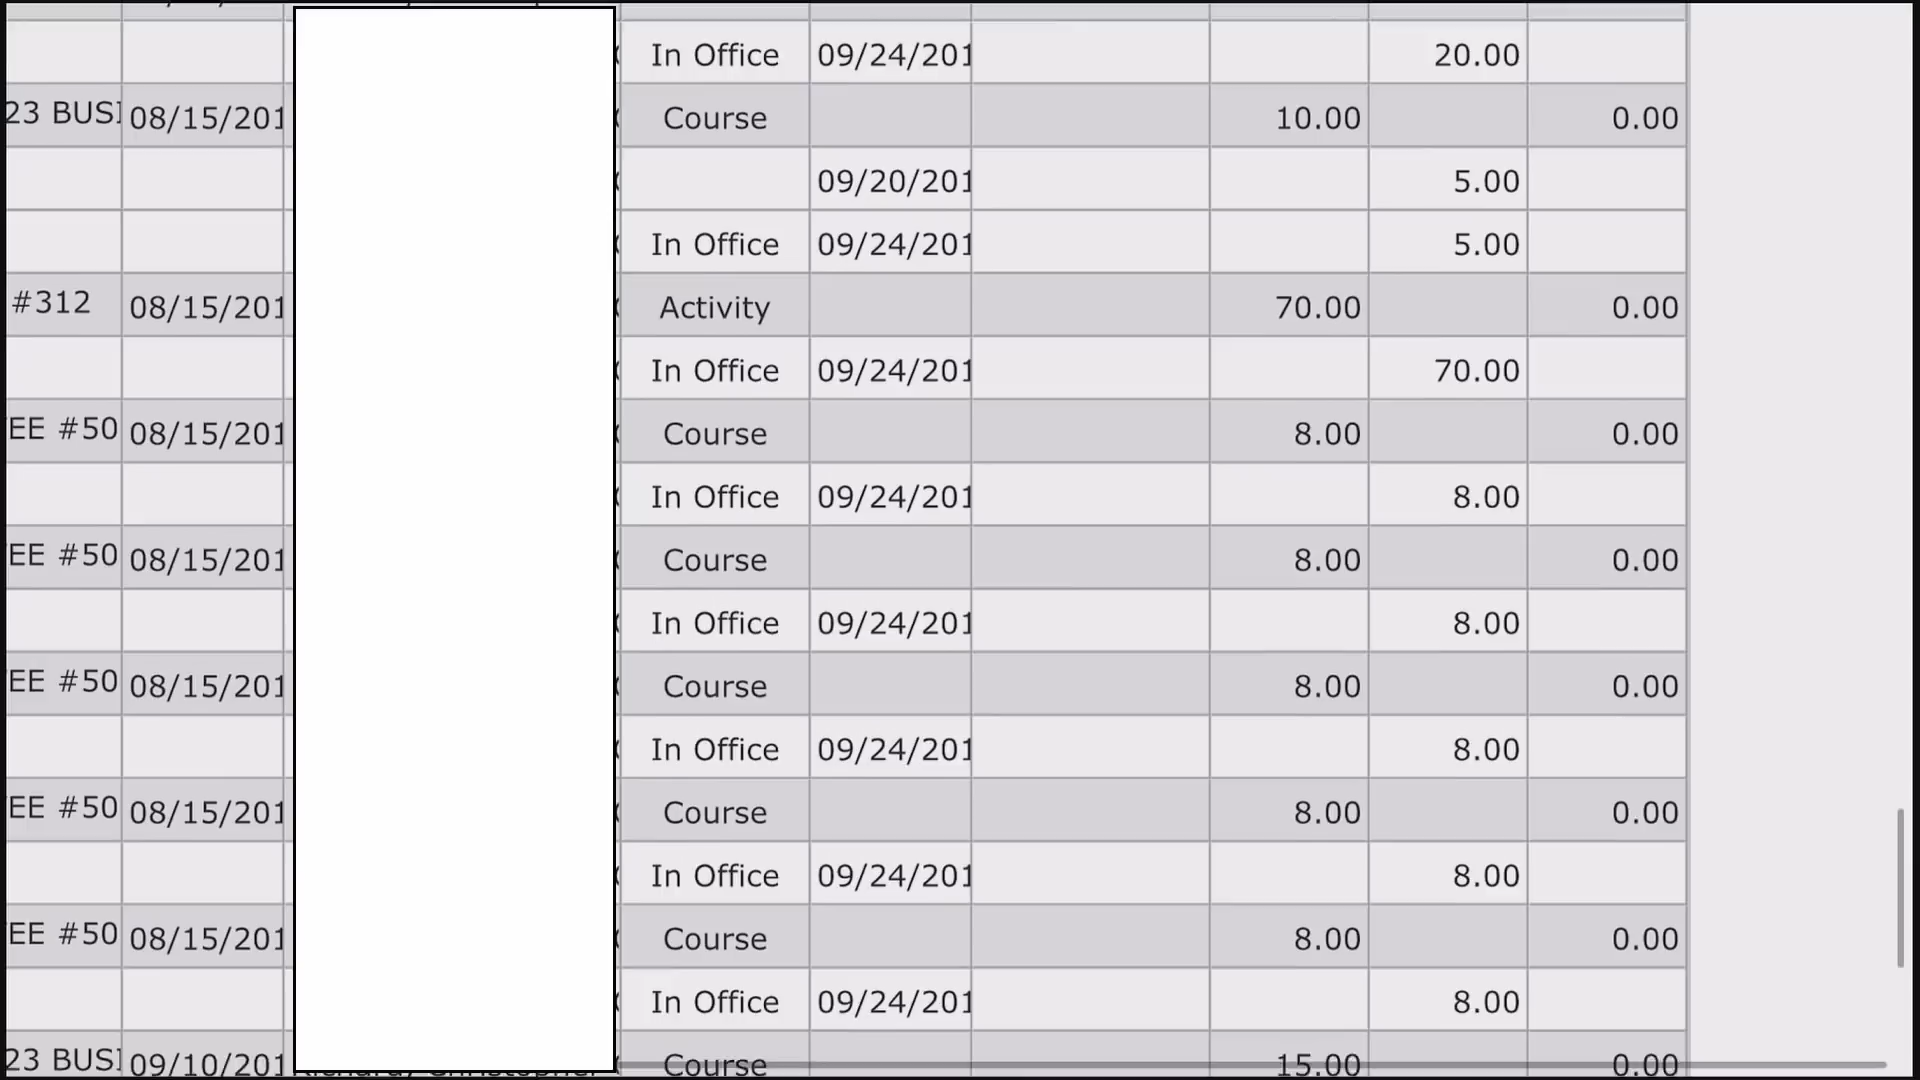 In Office 09/24/201 20.00
23 BUSI 08/15/201 Course 10.00 0.00
09/20/201 5.00
In Office 09/24/201 5.00
#312 08/15/201 Activity 70.00 0.00
In Office 09/24/201 70.00
EE #50 08/15/201 Course 8.00 0.00
In Office 09/24/201 8.00
EE #50 08/15/201 Course 8.00 0.00
In Office 09/24/201 8.00
EE #50 08/15/201 Course 8.00 0.00
In Office 09/24/201 8.00
EE #50 08/15/201 Course 8.00 0.00
In Office 09/24/201 8.00
EE #50 08/15/201 Course 8.00 0.00
In Office 09/24/201 8.00
23 BUSI 09/10/201 Course 15.00 0.00